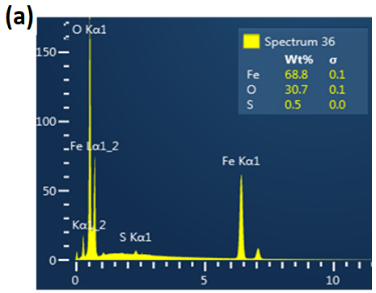 (a)
O Kα1
150
Spectrum 36
Wt% σ
Fe 68.8 0.1
O 30.7 0.1
S 0.5 0.0
100
Fe Lα1_2
Fe Kα1
50
Kα1_2
S Kα1
0
0 5 10